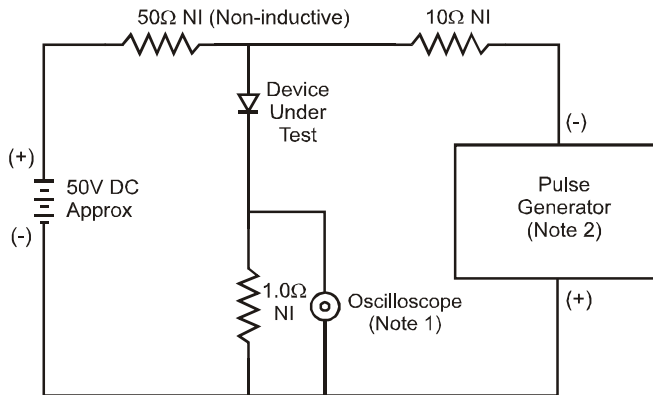 50Ω NI (Non-inductive)
10Ω NI
Device
Under
Test
(+)
50V DC
Approx
(-)
(-)
Pulse
Generator
(Note 2)
(+)
1.0Ω
NI
Oscilloscope
(Note 1)